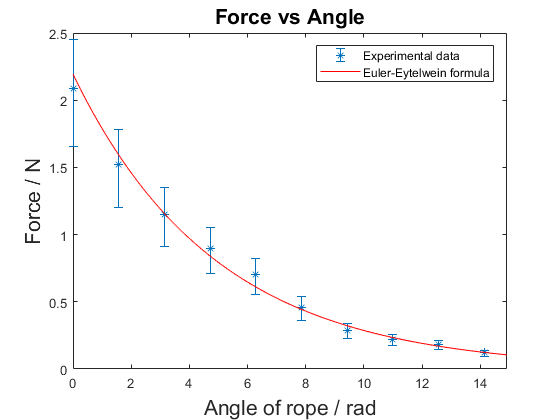 Force vs Angle
Experimental data
Euler-Eytelwein formula
Force / N
2.5
2
1.5
1
0.5
0
0 2 4 6 8 10 12 14
Angle of rope / rad